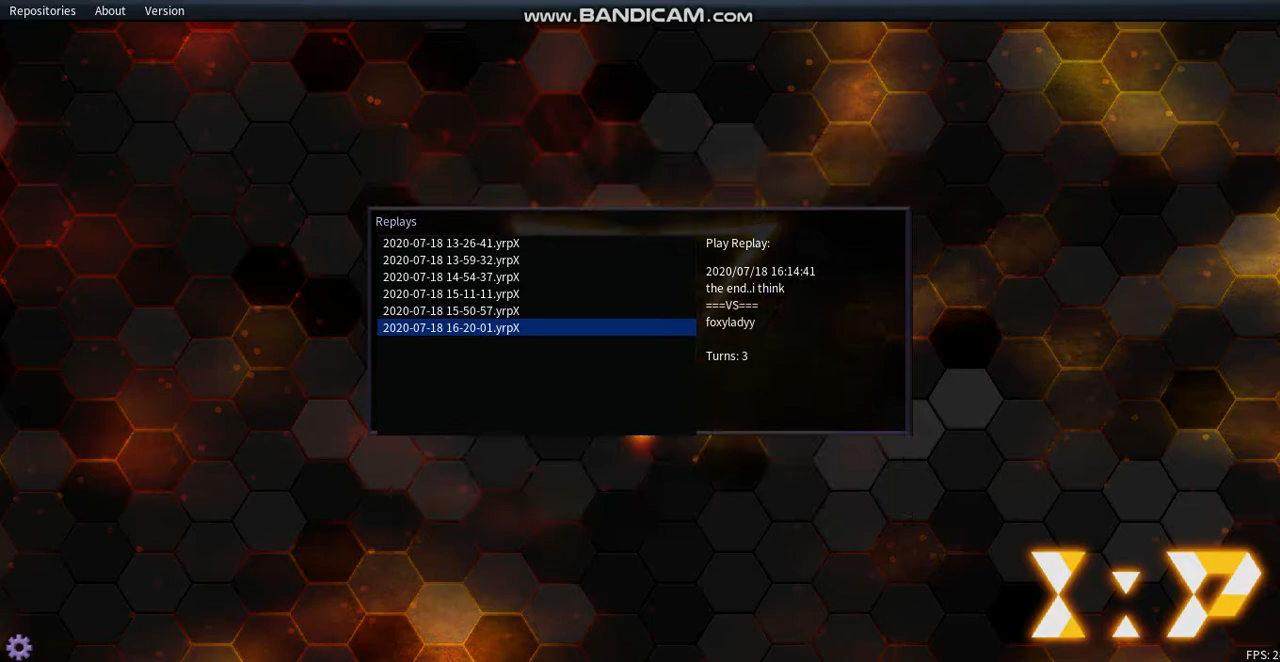 Repositories About Version
www.BANDICAM.com
Replays
2020-07-18 13-26-41.yrpX
2020-07-18 13-59-32.yrpX
2020-07-18 14-54-37.yrpX
2020-07-18 15-11-11.yrpX
2020-07-18 15-50-57.yrpX
2020-07-18 16-20-01.yrpX
Play Replay:
2020/07/18 16:14:41
the end..i think
===VS===
foxyladyy
Turns: 3
FPS: 2